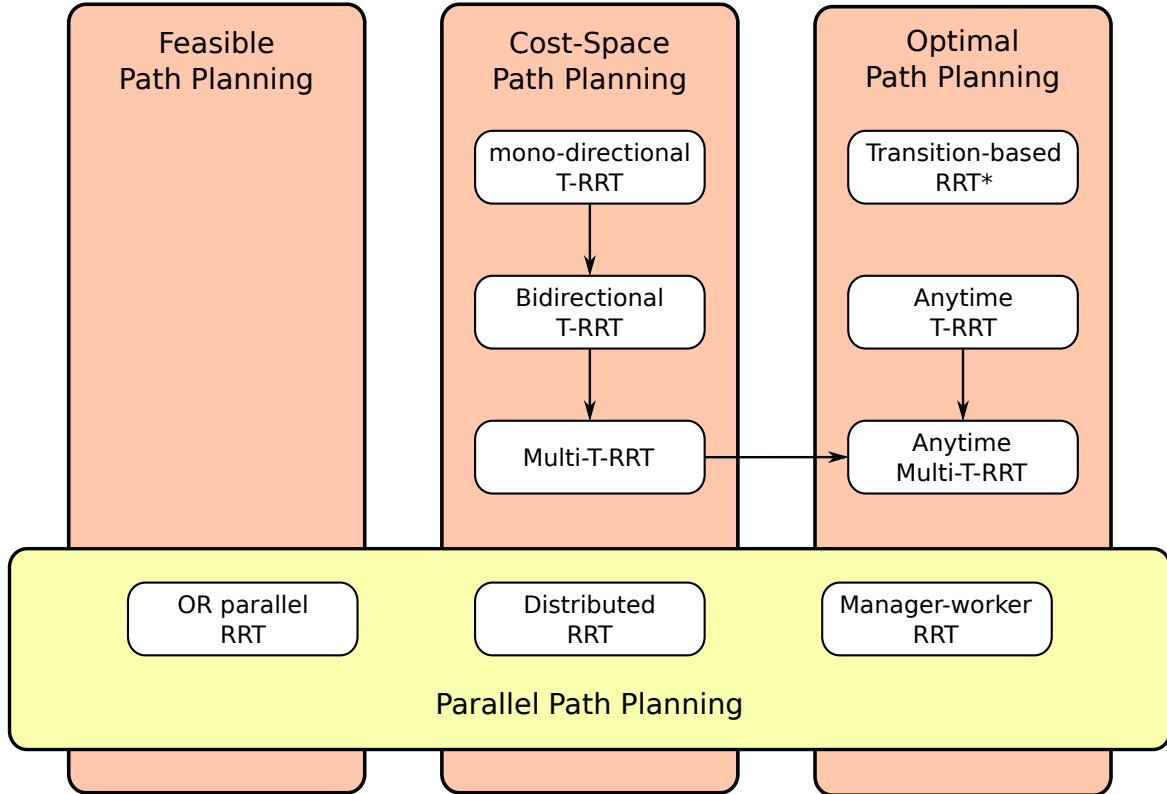 Feasible
Path Planning
Cost-Space
Path Planning
Optimal
Path Planning
mono-directional
T-RRT
Transition-based
RRT*
Bidirectional
T-RRT
Anytime
T-RRT
Multi-T-RRT
Anytime
Multi-T-RRT
OR parallel
RRT
Distributed
RRT
Manager-worker
RRT
Parallel Path Planning